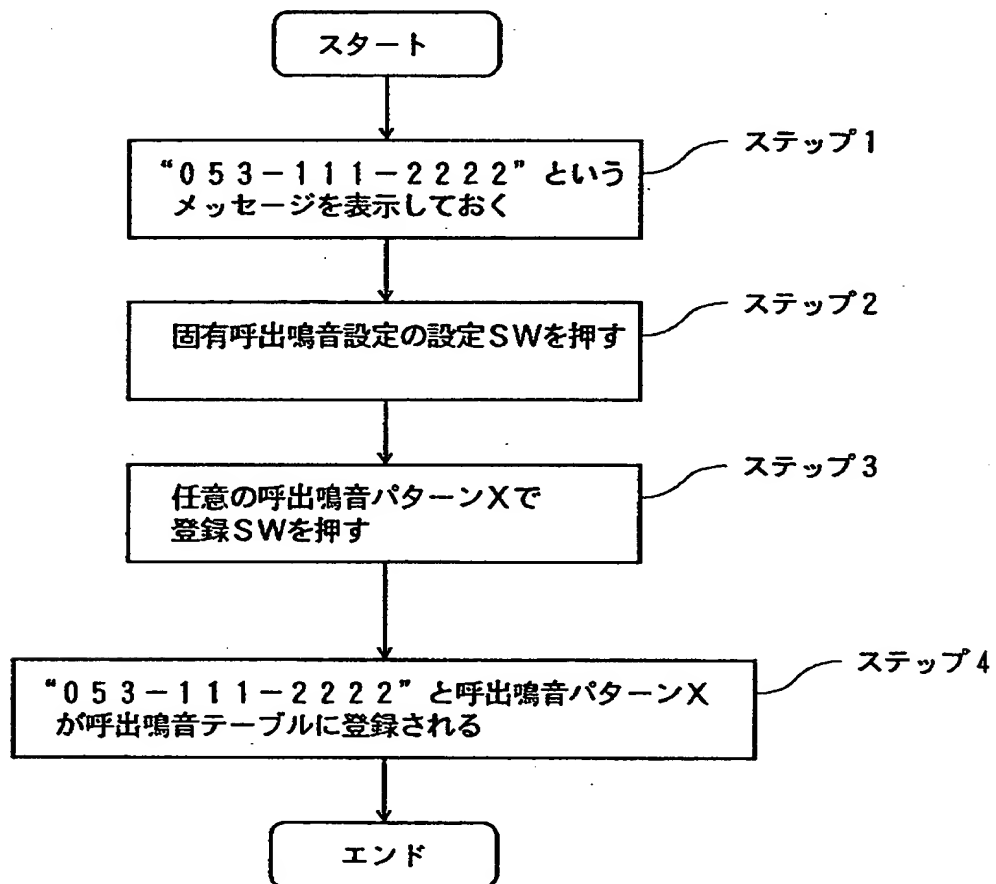 スタート
ステップ1
“053-111-2222”という
メッセージを表示しておく
ステップ2
固有呼出鳴音設定の設定SWを押す
ステップ3
任意の呼出鳴音パターンXで
登録SWを押す
ステップ4
“053-111-2222”と呼出鳴音パターンX
が呼出鳴音テーブルに登録される
エンド